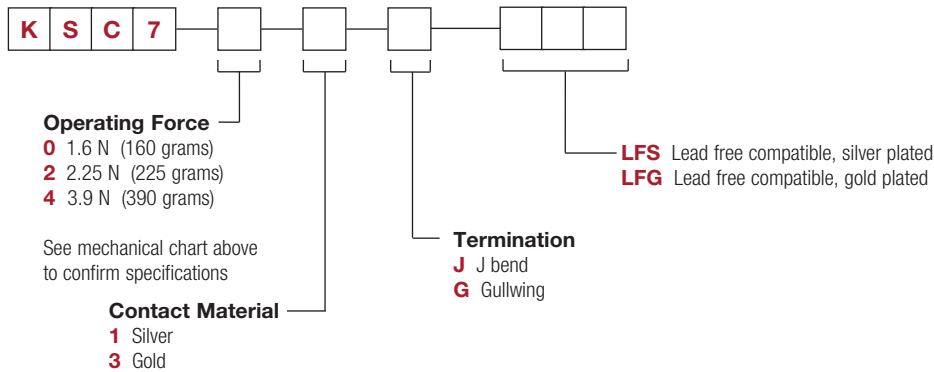 K S C 7
Operating Force
0 1.6 N (160 grams)
2 2.25 N (225 grams)
4 3.9 N (390 grams)
See mechanical chart above
to confirm specifications
Contact Material
1 Silver
3 Gold
Termination
J J bend
G Gullwing
LFS Lead free compatible, silver plated
LFG Lead free compatible, gold plated